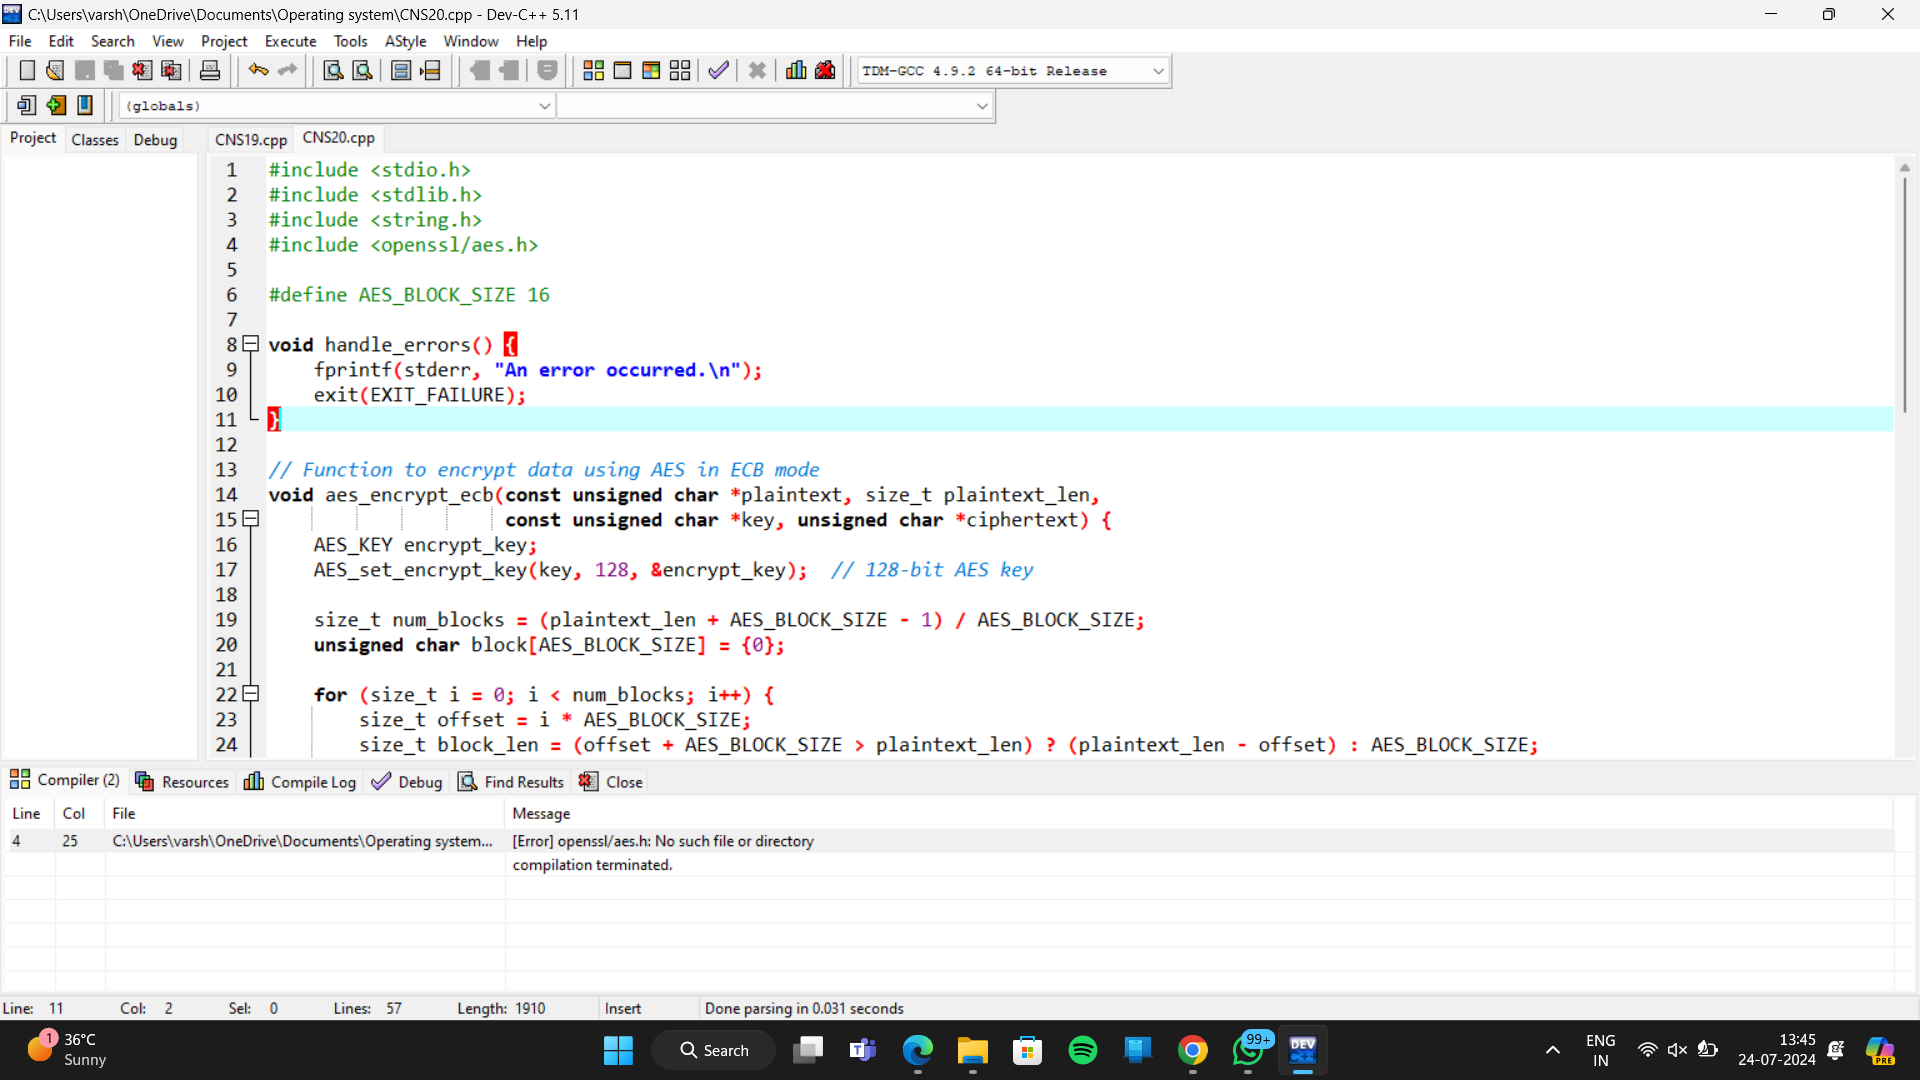 C:\Users\varsh\OneDrive\Documents\Operating system\CNS20.cpp - Dev-C++ 5.11
File Edit Search View Project Execute Tools AStyle Window Help
TDM-GCC 4.9.2 64-bit Release
(globals)
Project Classes Debug CNS19.cpp CNS20.cpp
1 #include <stdio.h>
2 #include <stdlib.h>
3 #include <string.h>
4 #include <openssl/aes.h>
5
6 #define AES_BLOCK_SIZE 16
7
8 void handle_errors() {
9 fprintf(stderr, "An error occurred.\n");
10 exit(EXIT_FAILURE);
11 }
12
13 // Function to encrypt data using AES in ECB mode
14 void aes_encrypt_ecb(const unsigned char *plaintext, size_t plaintext_len,
15 const unsigned char *key, unsigned char *ciphertext) {
16 AES_KEY encrypt_key;
17 AES_set_encrypt_key(key, 128, &encrypt_key); // 128-bit AES key
18
19 size_t num_blocks = (plaintext_len + AES_BLOCK_SIZE - 1) / AES_BLOCK_SIZE;
20 unsigned char block[AES_BLOCK_SIZE] = {0};
21
22 for (size_t i = 0; i < num_blocks; i++) {
23 size_t offset = i * AES_BLOCK_SIZE;
24 size_t block_len = (offset + AES_BLOCK_SIZE > plaintext_len) ? (plaintext_len - offset) : AES_BLOCK_SIZE;
Compiler (2) Resources Compile Log Debug Find Results Close
Line Col File Message
4 25 C:\Users\varsh\OneDrive\Documents\Operating system... [Error] openssl/aes.h: No such file or directory
compilation terminated.
Line: 11 Col: 2 Sel: 0 Lines: 57 Length: 1910 Insert Done parsing in 0.031 seconds
1 36°C
Sunny
Search
99+
DEV
C++
ENG
IN
13:45
24-07-2024
PRE